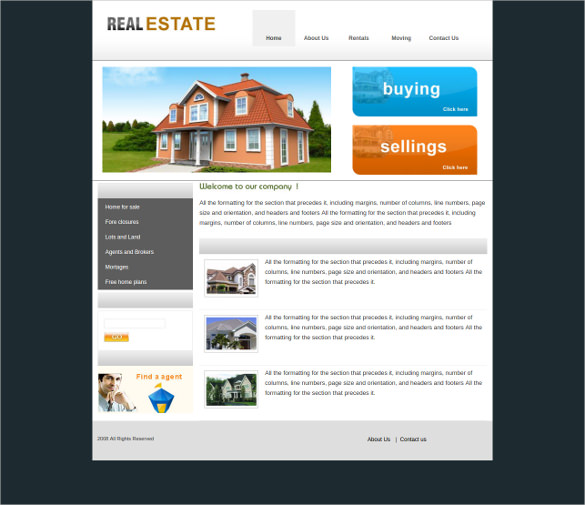 REAL ESTATE
Home About Us Rentals Moving Contact Us
buying
Click here
sellings
Click here
Welcome to our company !
All the formatting for the section that precedes it, including margins, number of columns, line numbers, page
size and orientation, and headers and footers All the formatting for the section that precedes it, including
margins, number of columns, line numbers, page size and orientation, and headers and footers
Home for sale
Fore closures
Lots and Land
Agents and Brokers
Mortages
Free home plans
All the formatting for the section that precedes it, including margins, number of
columns, line numbers, page size and orientation, and headers and footers All the
formatting for the section that precedes it.
All the formatting for the section that precedes it, including margins, number of
columns, line numbers, page size and orientation, and headers and footers All the
formatting for the section that precedes it.
All the formatting for the section that precedes it, including margins, number of
columns, line numbers, page size and orientation, and headers and footers All the
formatting for the section that precedes it.
Find a agent
2008 All Rights Reserved
About Us | Contact us